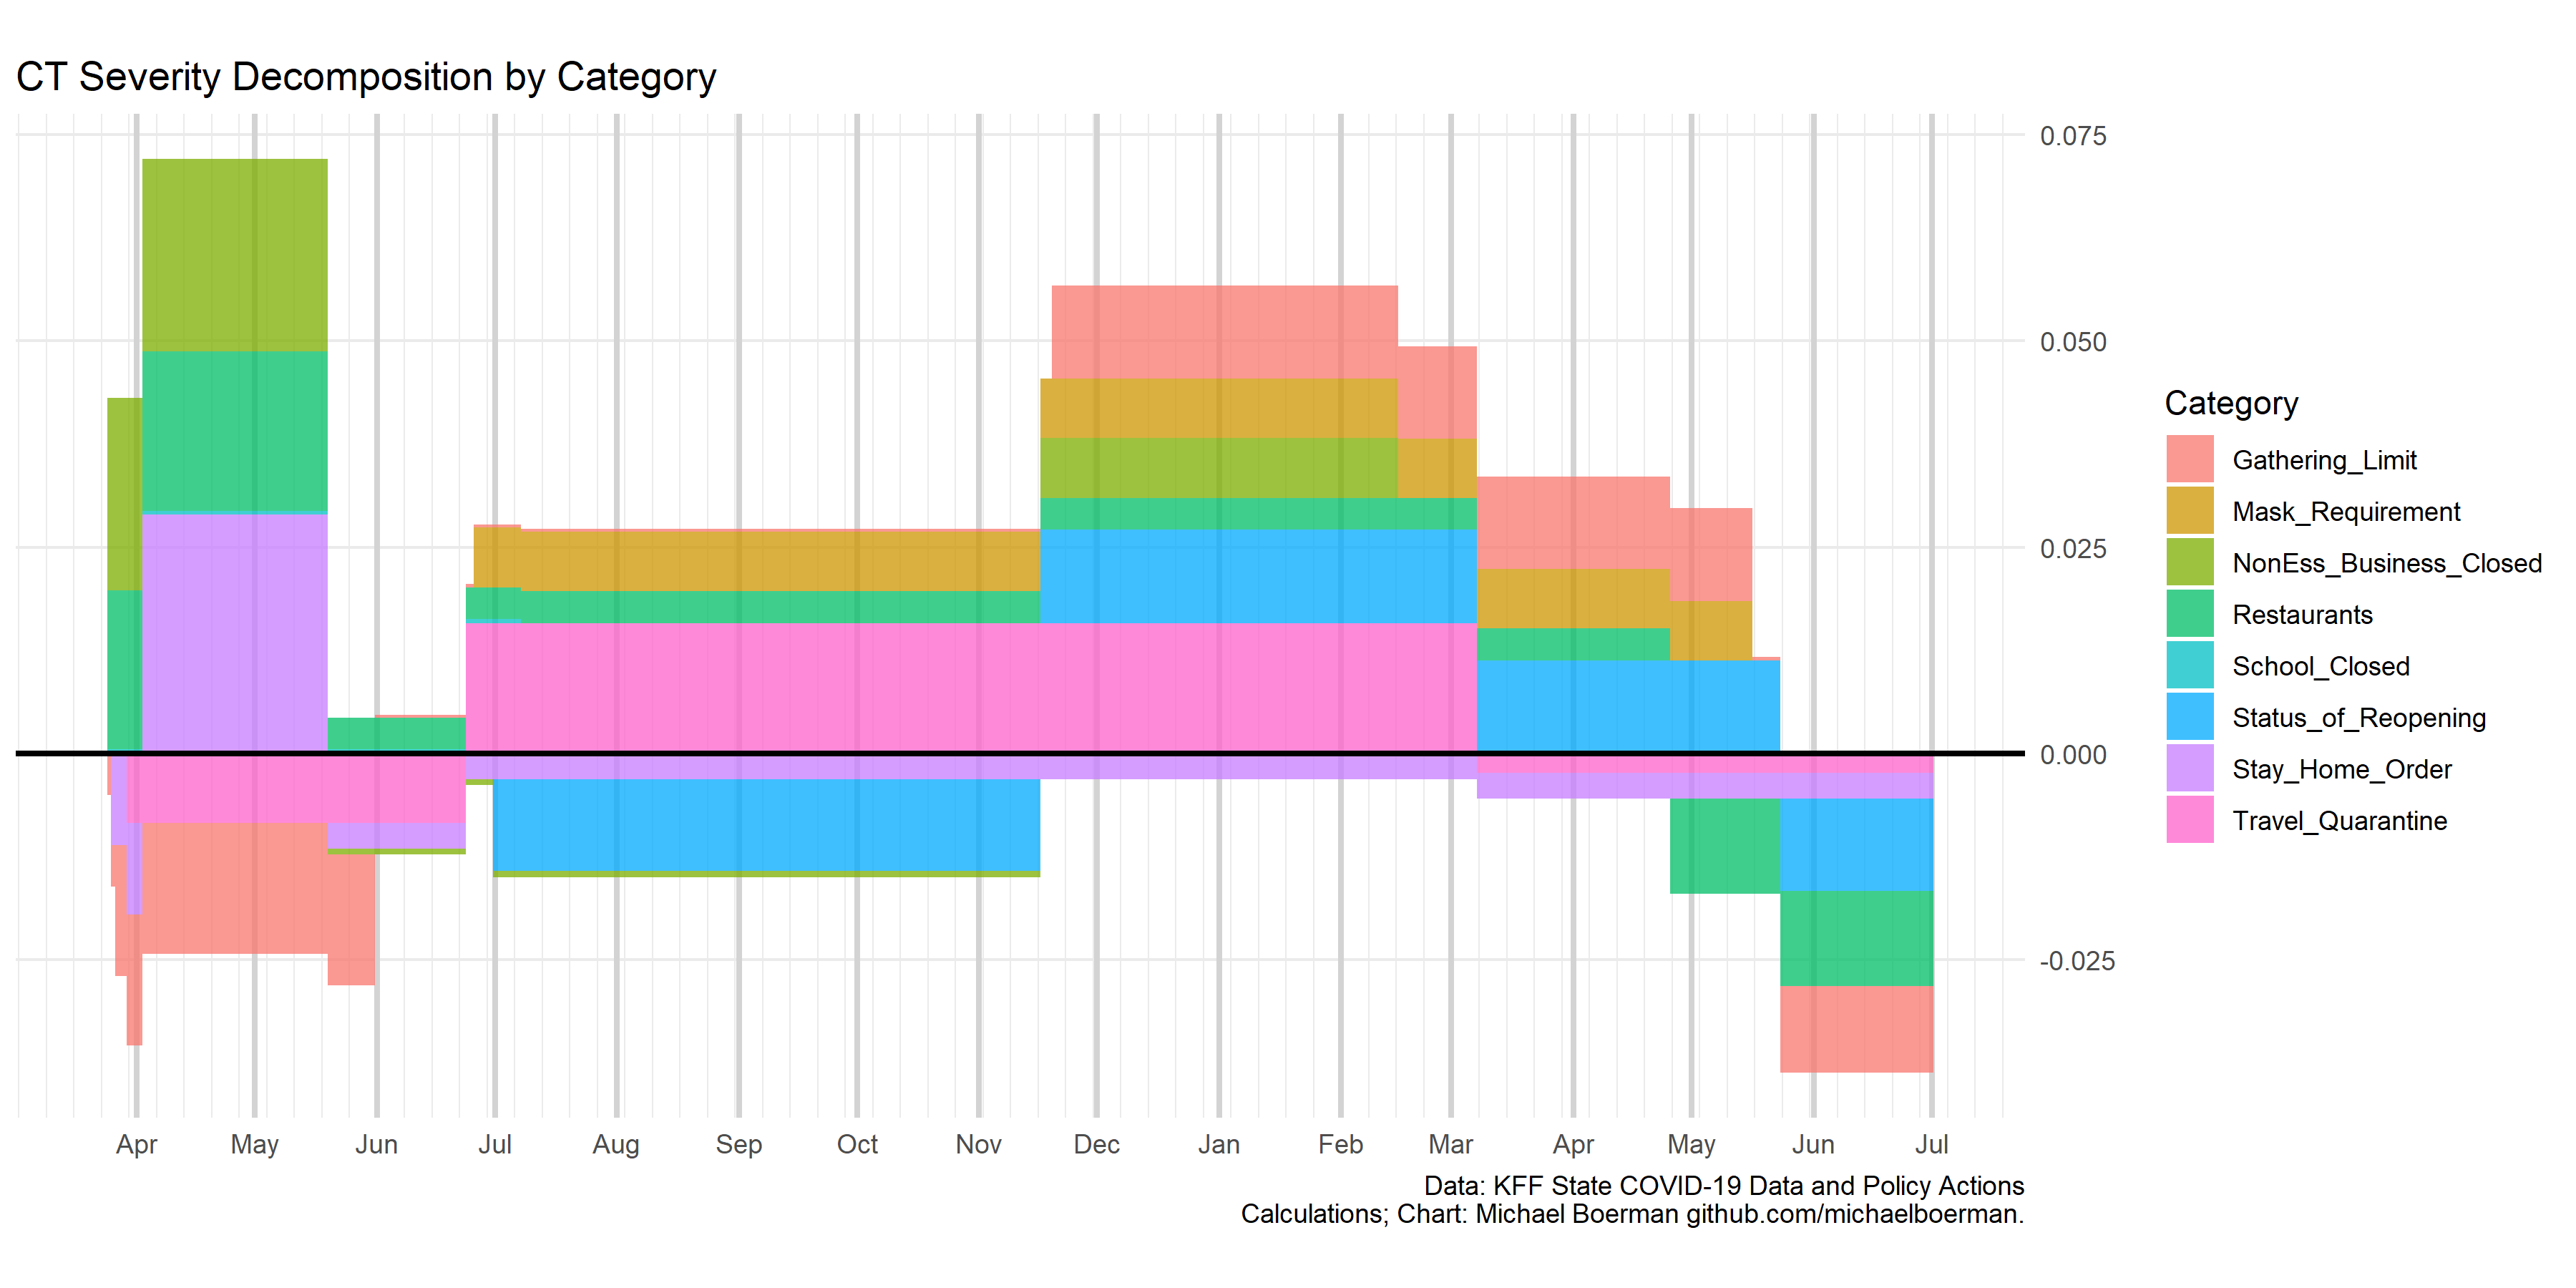 CT Severity Decomposition by Category
0.075
0.050
0.025
0.000
-0.025
Apr May Jun Jul Aug Sep Oct Nov Dec Jan Feb Mar Apr May Jun Jul
Data: KFF State COVID-19 Data and Policy Actions
Calculations; Chart: Michael Boerman github.com/michaelboerman.
Category
Gathering_Limit
Mask_Requirement
NonEss_Business_Closed
Restaurants
School_Closed
Status_of_Reopening
Stay_Home_Order
Travel_Quarantine